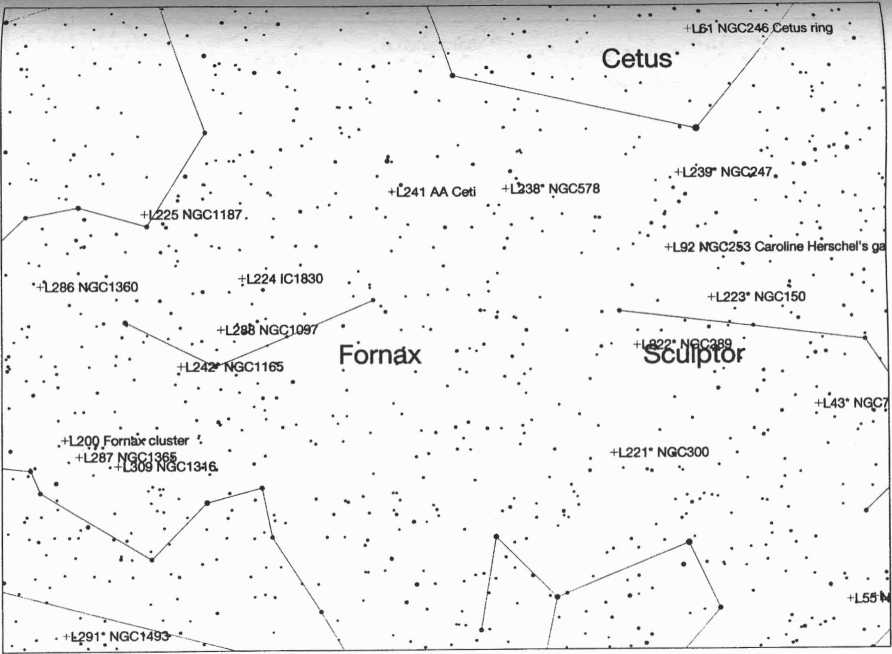 +L61 NGC246 Cetus ring
Cetus
+L239* NGC247
+L241 AA Ceti
+L238* NGC578
+L225 NGC1187
+L92 NGC253 Caroline Herschel's ga
+L224 IC1830
+L286 NGC1360
+L223* NGC150
+L288 NGC1097
Fornax
Sculptor
+L242* NGC1165
+L43* NGC7
+L200 Fornax cluster
+L287 NGC1365
+L309 NGC1316
+L221* NGC300
+L55
+L291* NGC1493